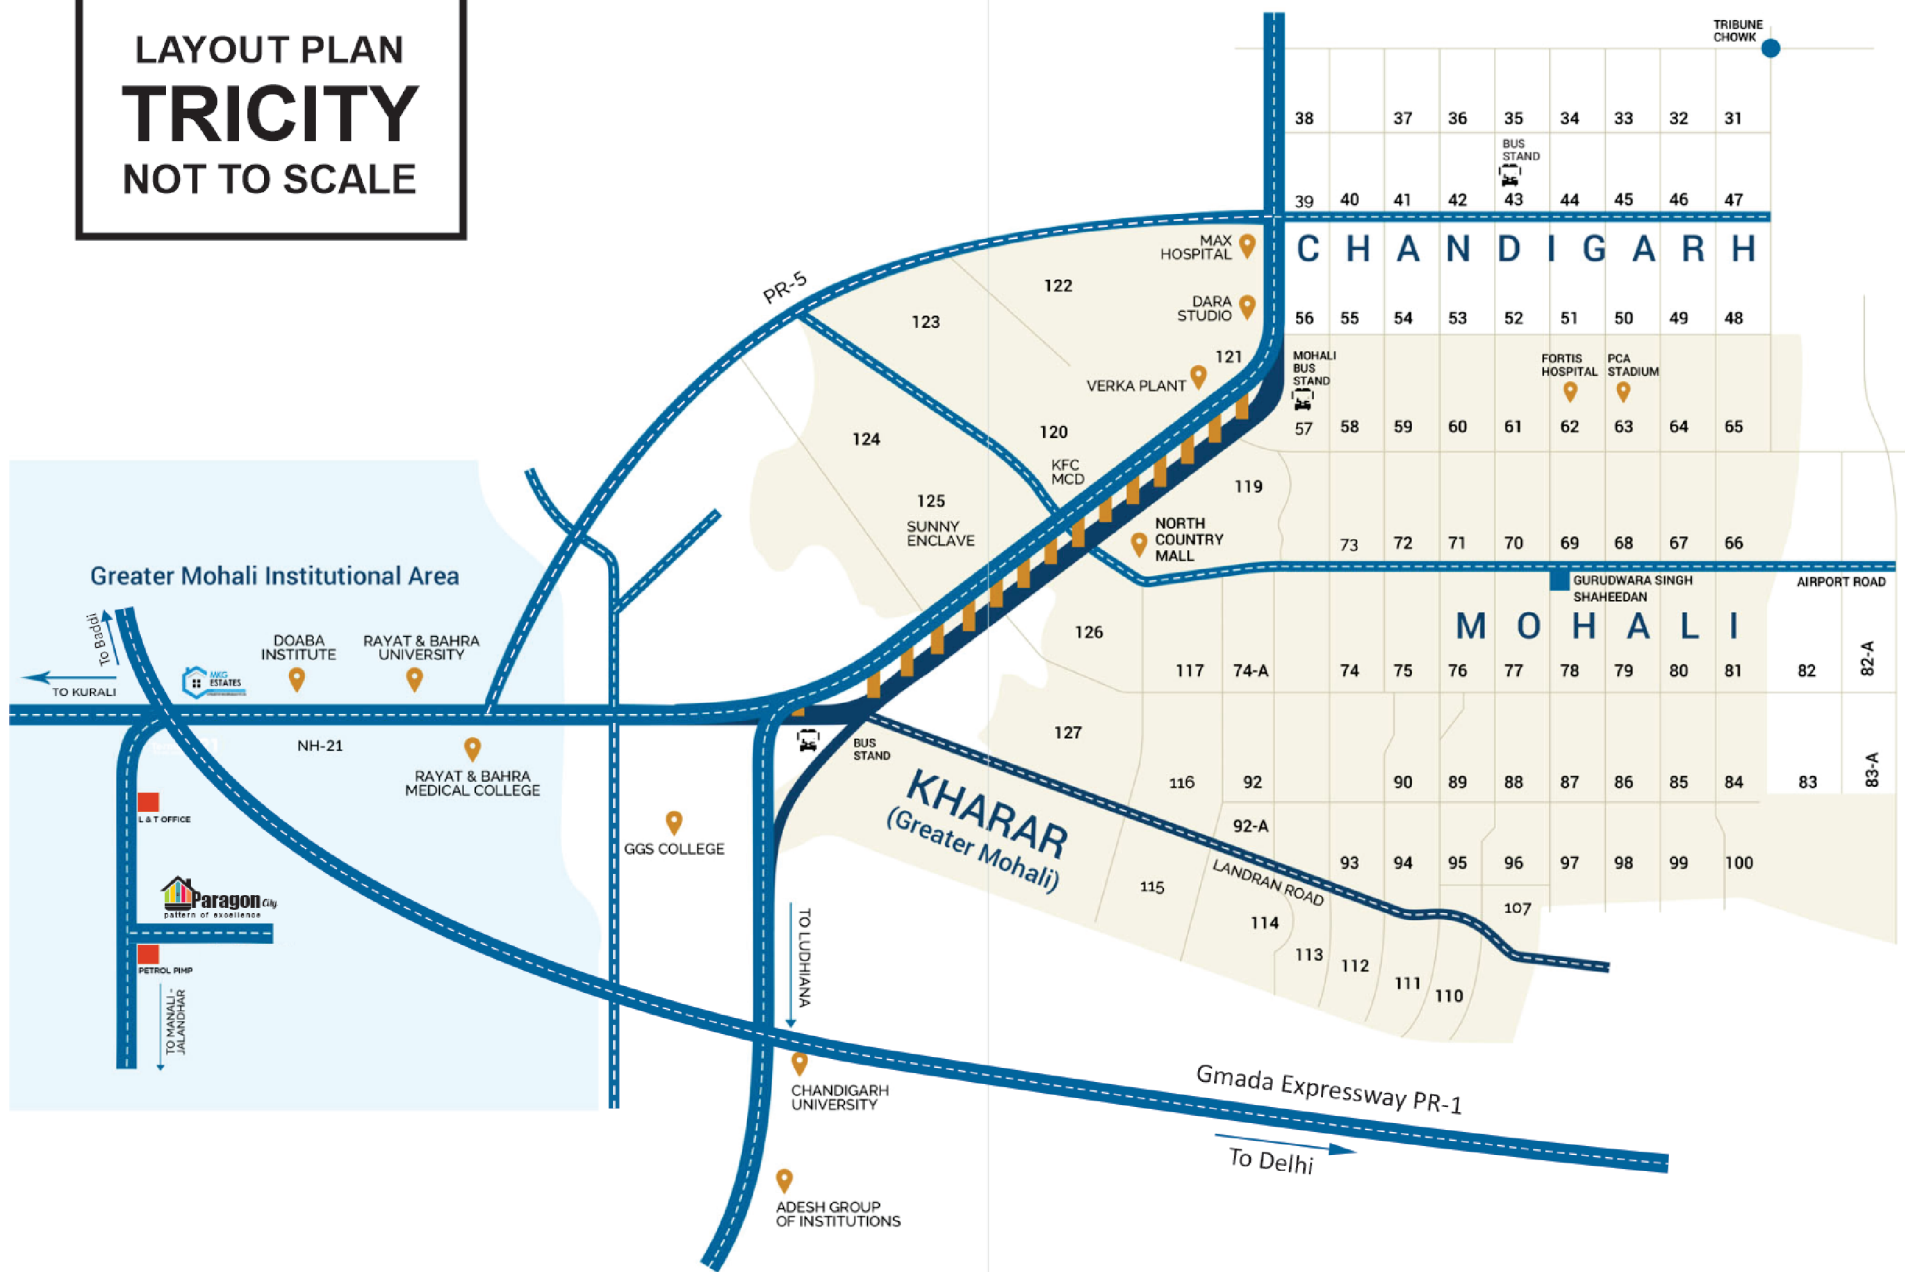 LAYOUT PLAN
TRICITY
NOT TO SCALE
TRIBUNE
CHOWK
38 37 36 35 34 33 32 31
BUS
STAND
39 40 41 42 43 44 45 46 47
CHANDIGARH
MAX
HOSPITAL
DARA
STUDIO
56 55 54 53 52 51 50 49 48
PR-5
122
123
121
VERKA PLANT
MOHALI
BUS
STAND
FORTIS
HOSPITAL
PCA
STADIUM
57 58 59 60 61 62 63 64 65
124
120
KFC
MCD
119
125
SUNNY
ENCLAVE
NORTH
COUNTRY
MALL
73 72 71 70 69 68 67 66
GURUDWARA SINGH
SHAHEEDAN
AIRPORT ROAD
MOHALI
126
117 74-A 74 75 76 77 78 79 80 81 82 82-A
127
116 92 90 89 88 87 86 85 84 83 83-A
92-A
93 94 95 96 97 98 99 100
115
LANDRAN ROAD
107
114
113
112
111
110
Greater Mohali Institutional Area
To Baddi
TO KURALI
MKG
ESTATES
DOABA
INSTITUTE
RAYAT & BAHRA
UNIVERSITY
NH-21
RAYAT & BAHRA
MEDICAL COLLEGE
BUS
STAND
KHARAR
(Greater Mohali)
L & T OFFICE
GGS COLLEGE
Paragon City
pattern of excellence
PETROL PIMP
TO MANALI -
JALANDHAR
TO LUDHIANA
CHANDIGARH
UNIVERSITY
Gmada Expressway PR-1
To Delhi
ADESH GROUP
OF INSTITUTIONS